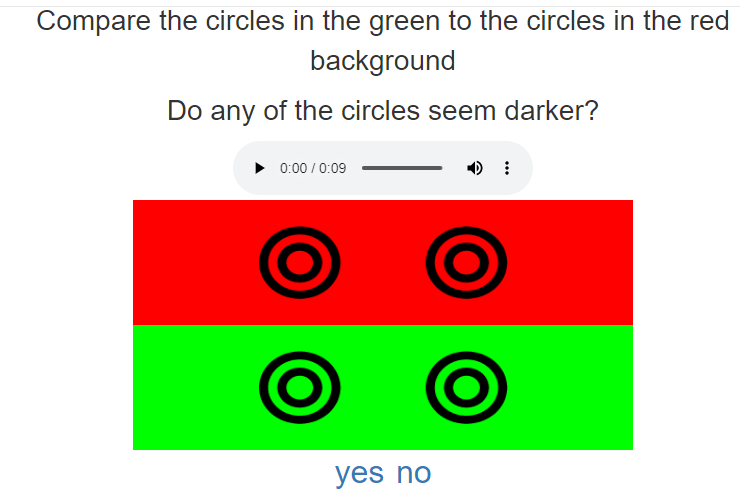 Compare the circles in the green to the circles in the red
background
Do any of the circles seem darker?
0:00 / 0:09
yes no